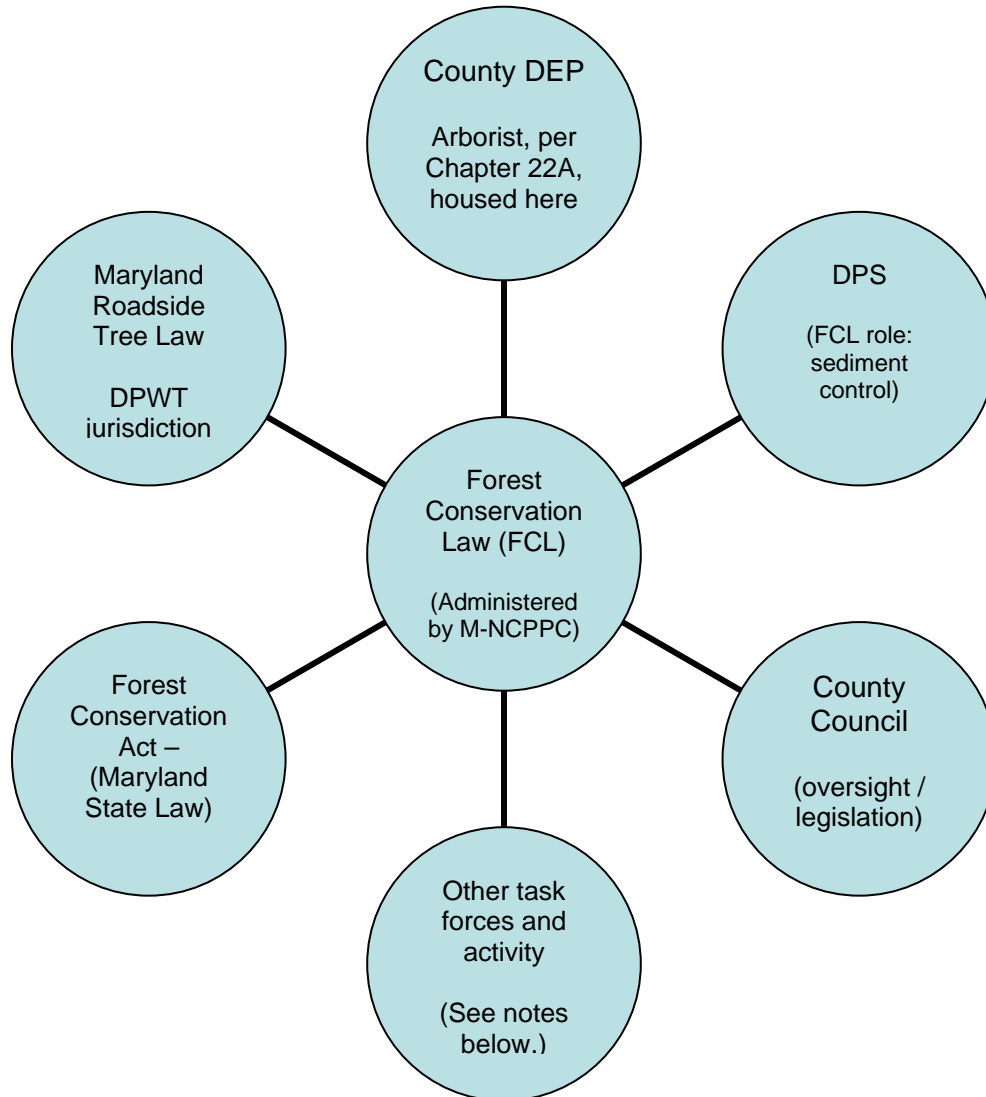 County DEP
Arborist, per
Chapter 22A,
housed here
Maryland
Roadside
Tree Law
DPWT
jurisdiction
DPS
(FCL role:
sediment
control)
Forest
Conservation
Law (FCL)
(Administered
by M-NCPPC)
Forest
Conservation
Act –
(Maryland
State Law)
County
Council
(oversight /
legislation)
Other task
forces and
activity
(See notes
below.)